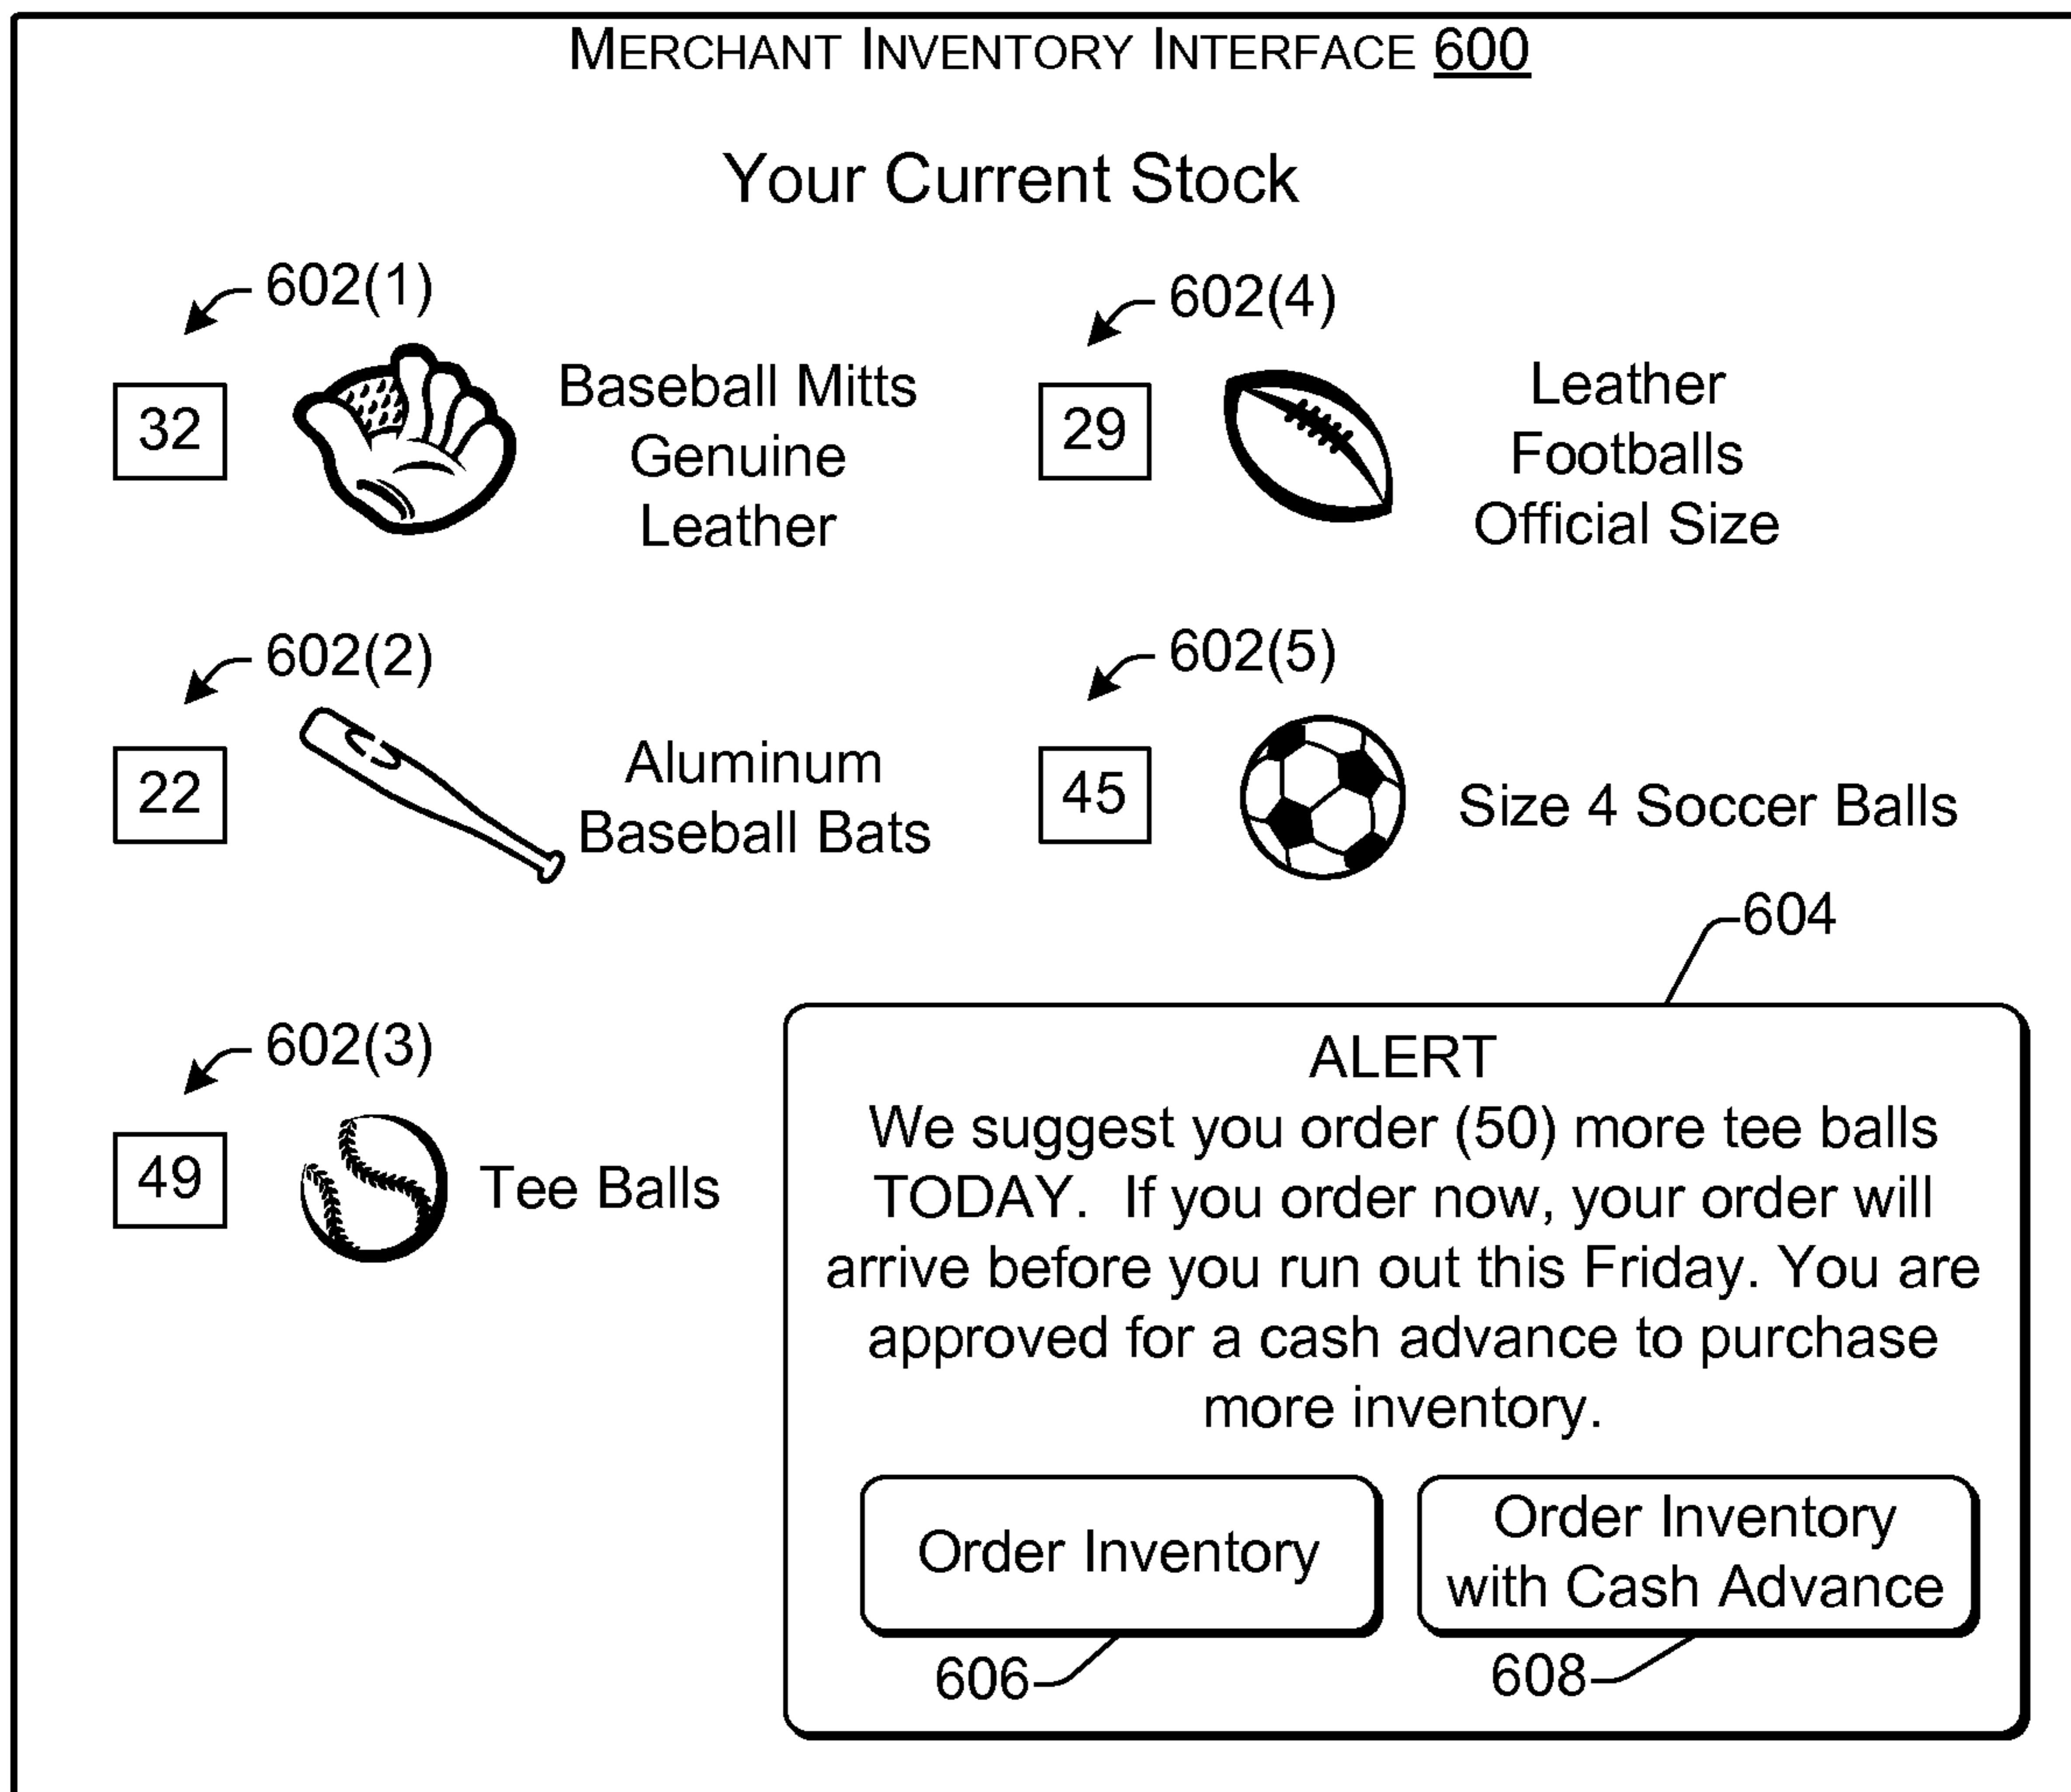 MERCHANT INVENTORY INTERFACE 600
Your Current Stock
602(1)
32
Baseball Mitts
Genuine
Leather
602(4)
29
Leather
Footballs
Official Size
602(2)
22
Aluminum
Baseball Bats
602(5)
45
Size 4 Soccer Balls
602(3)
49
Tee Balls
604
ALERT
We suggest you order (50) more tee balls
TODAY. If you order now, your order will
arrive before you run out this Friday. You are
approved for a cash advance to purchase
more inventory.
Order Inventory
606
Order Inventory
with Cash Advance
608